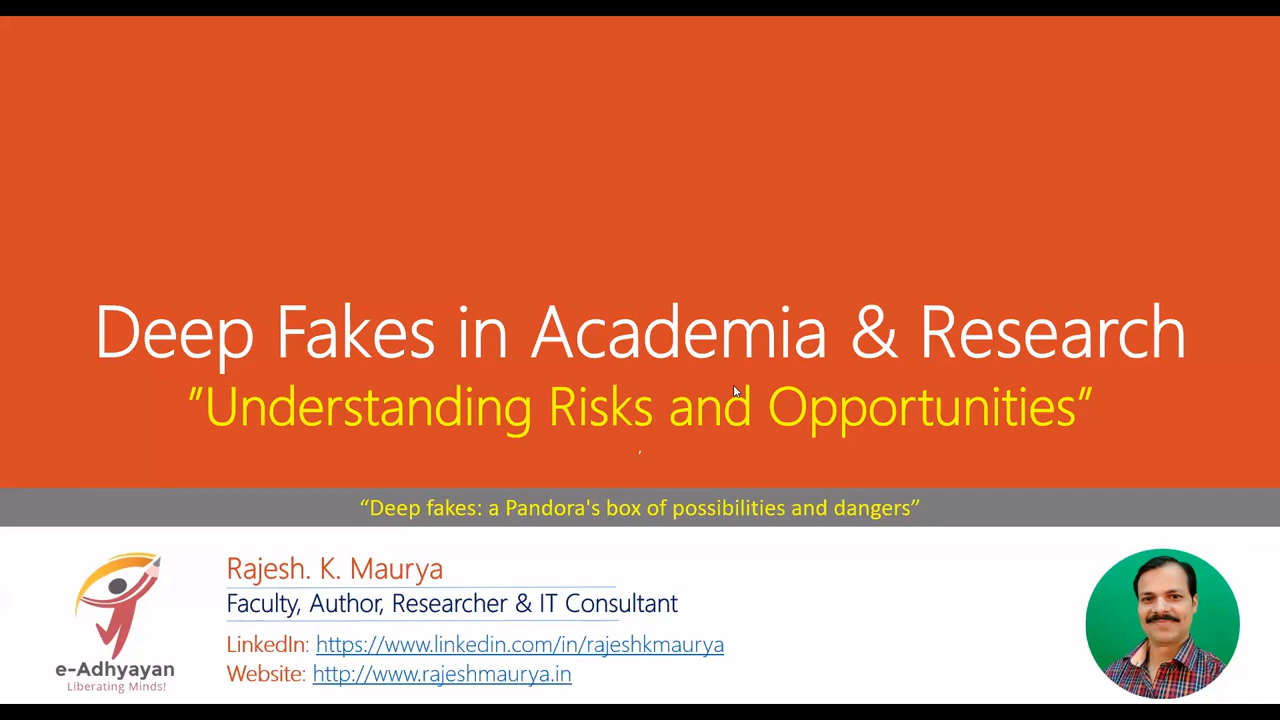 Deep Fakes in Academia & Research
”Understanding Risks and Opportunities”
,
“Deep fakes: a Pandora's box of possibilities and dangers”
Rajesh. K. Maurya
Faculty, Author, Researcher & IT Consultant
LinkedIn: https://www.linkedin.com/in/rajeshkmaurya
Website: http://www.rajeshmaurya.in
e-Adhyayan
Liberating Minds!